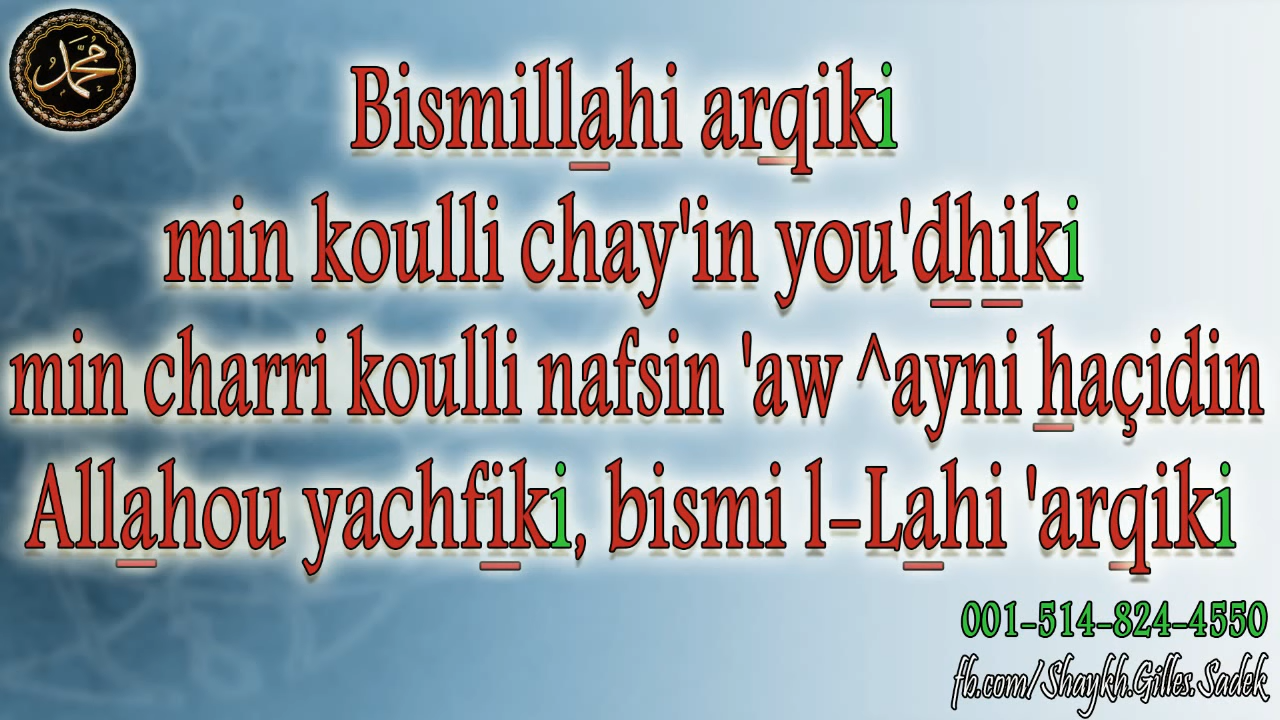 محمد
Bismillahi arqiki
min koulli chay'in you'dhiki
min charri koulli nafsin 'aw ^ayni haçidin
Allahou yachfiki, bismi l-Lahi 'arqiki
001-514-824-4550
fb.com/Shaykh.Gilles.Sadek